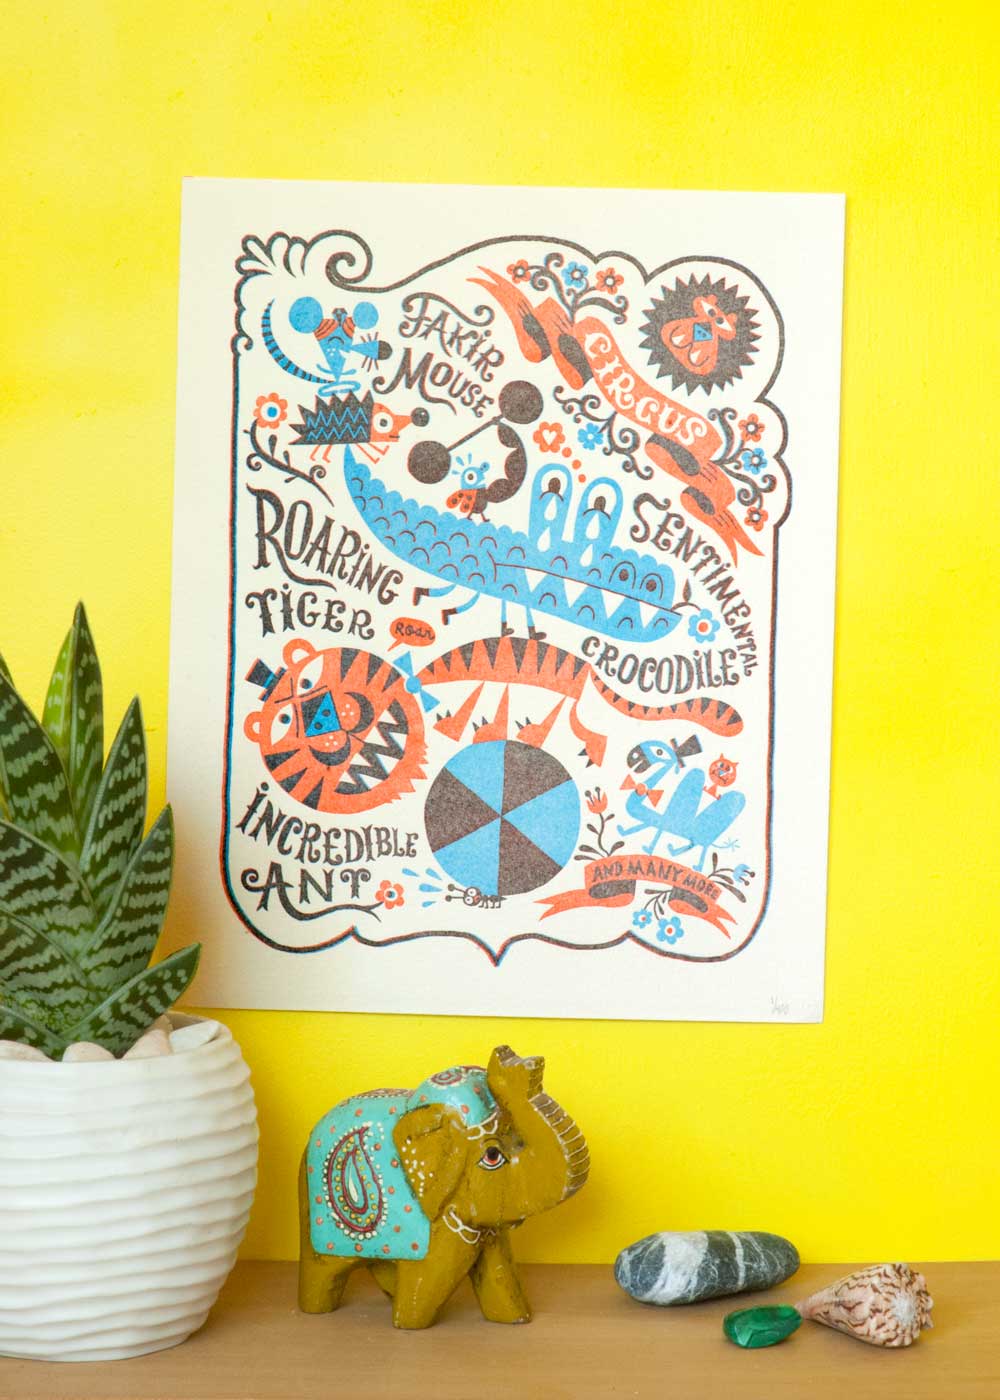 FAKIR
MOUSE
CIRCUS
ROARING
TIGER
ROAR
SENTIMENTAL
CROCODILE
INCREDIBLE
ANT
AND MANY MORE